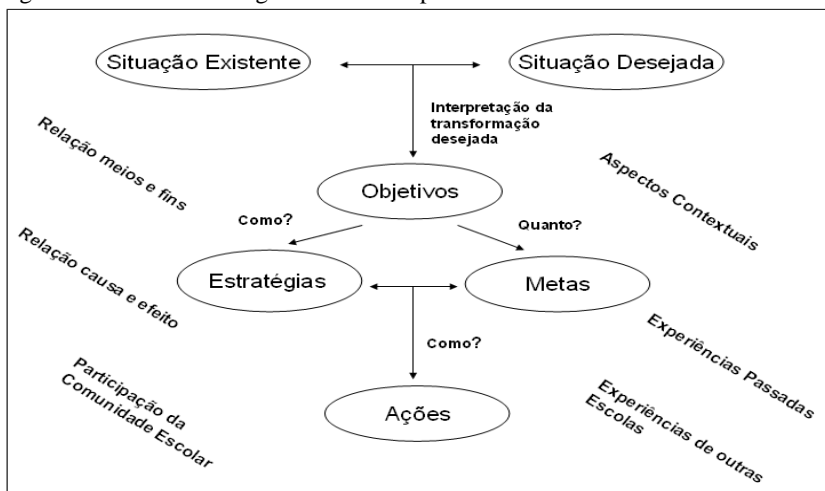 Situação Existente
Situação Desejada
Interpretação da
transformação
desejada
Relação meios e fins
Aspectos Contextuais
Objetivos
Como?
Quanto?
Relação causa e efeito
Estratégias
Metas
Como?
Experiências Passadas
Participação da
Comunidade Escolar
Ações
Experiências de outras
Escolas